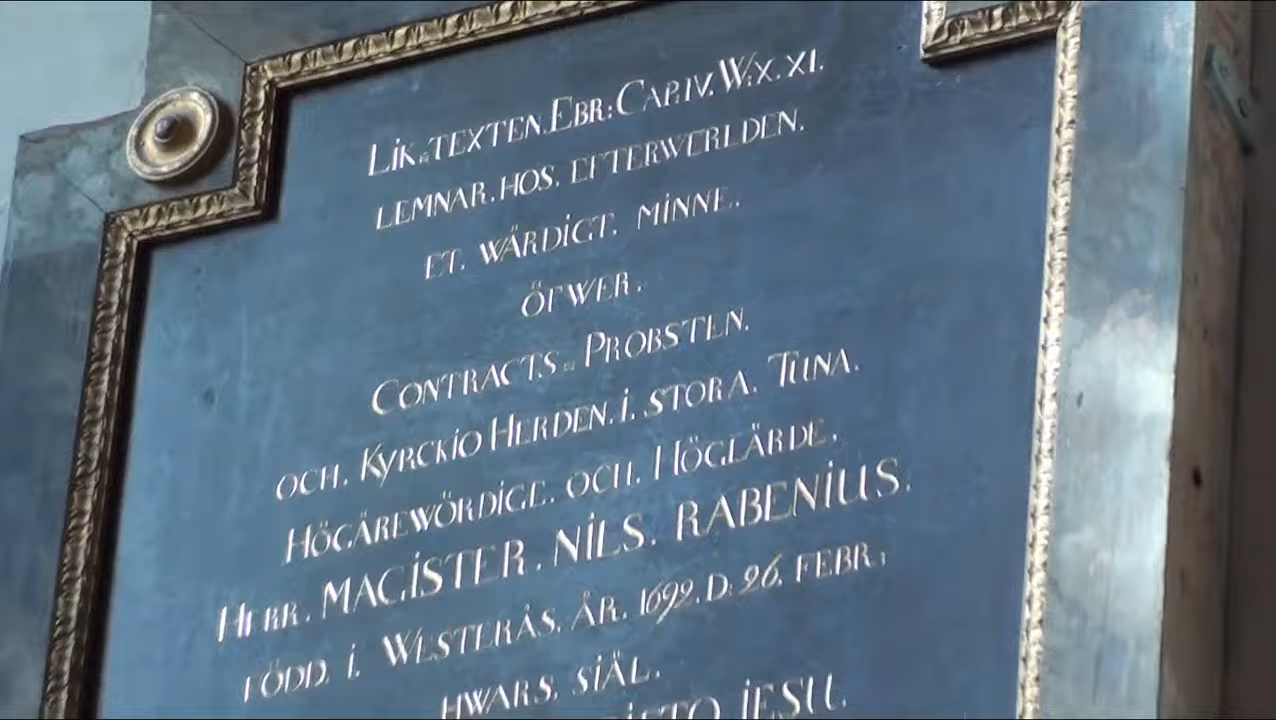 LIK=TEXTEN. EBR: CAP. IV. W: X. XI.
LEMNAR. HOS. EFTERWERLDEN.
ET. WÄRDIGT. MINNE.
ÖFWER.
CONTRACTS=PROBSTEN.
OCH. KYRCKIO HERDEN. I. STORA. TUNA.
HÖGÄREWÖRDIGE. OCH. HÖGLÄRDE.
HERR. MAGISTER. NILS. RABENIUS.
FÖDD. I. WESTERÅS. ÅR. 1692. D: 26. FEBR:
HWARS. SIÄL.
JESU.